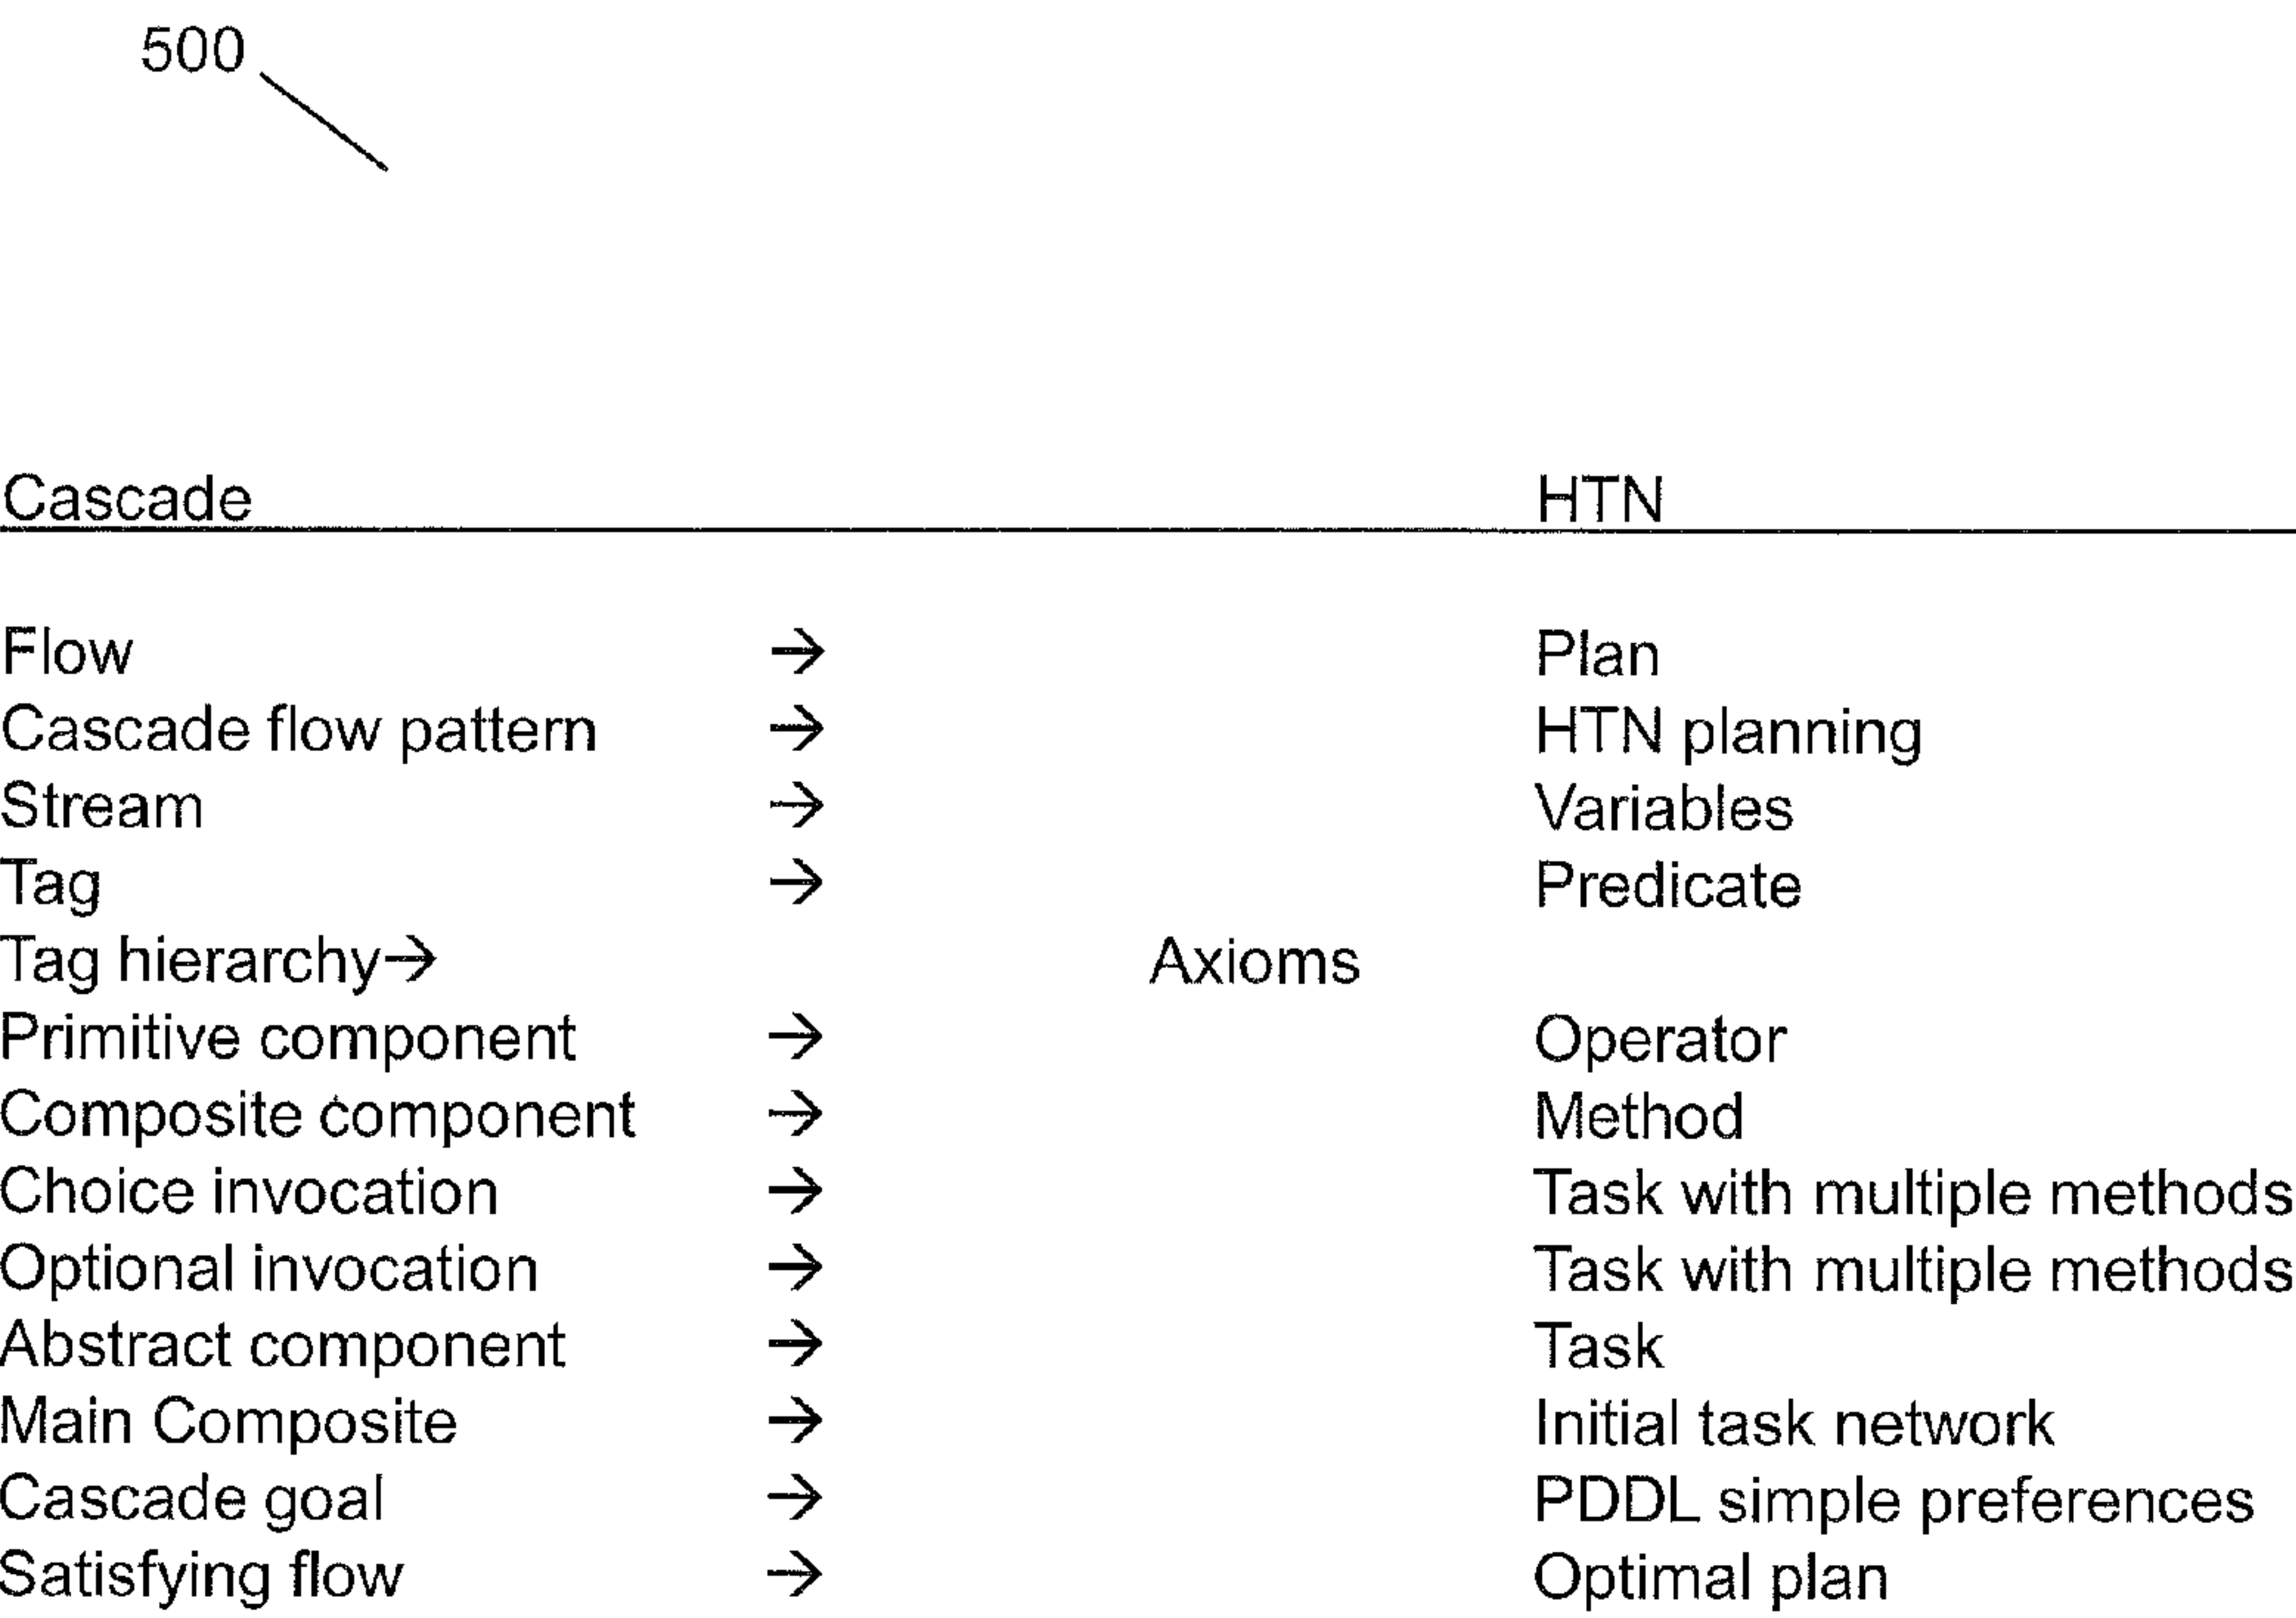 500
Cascade HTN
Flow → Plan
Cascade flow pattern → HTN planning
Stream → Variables
Tag → Predicate
Tag hierarchy→ Axioms
Primitive component → Operator
Composite component → Method
Choice invocation → Task with multiple methods
Optional invocation → Task with multiple methods
Abstract component → Task
Main Composite → Initial task network
Cascade goal → PDDL simple preferences
Satisfying flow → Optimal plan